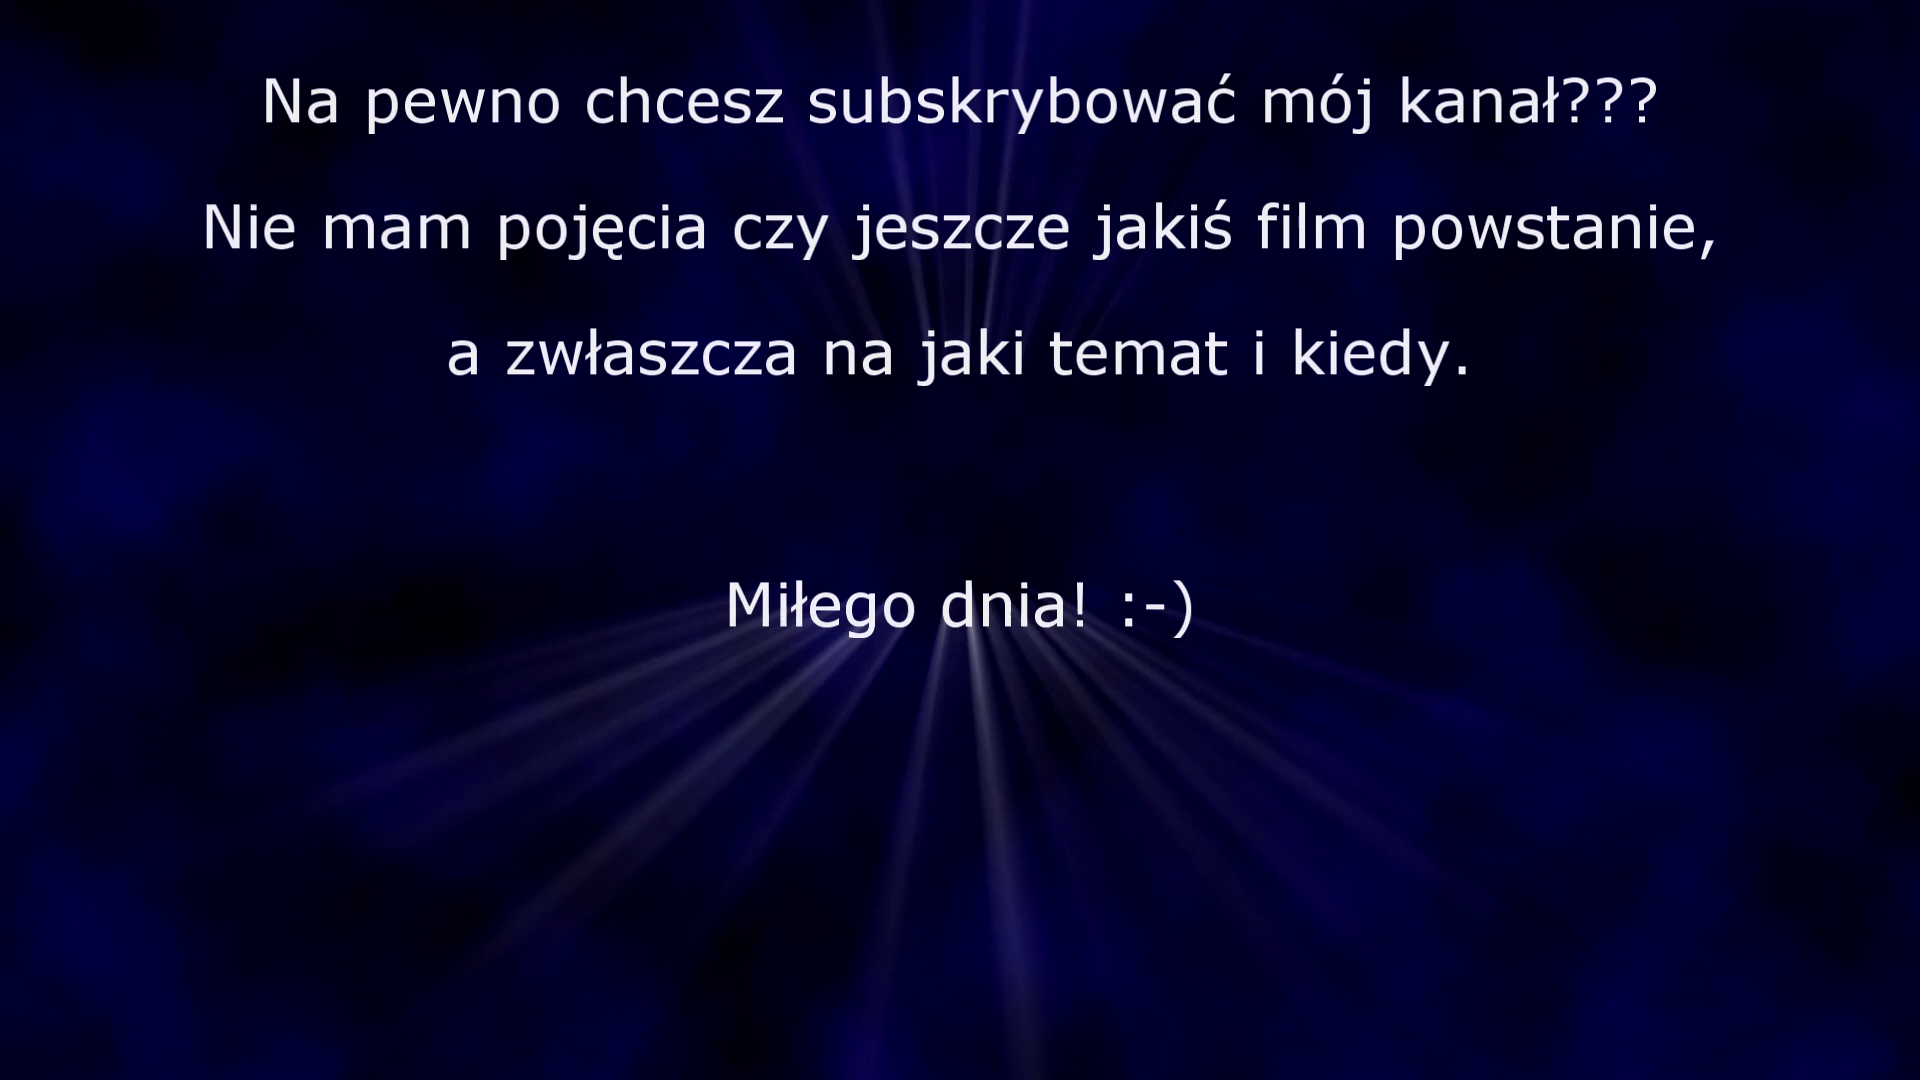 Na pewno chcesz subskrybować mój kanał???
Nie mam pojęcia czy jeszcze jakiś film powstanie,
a zwłaszcza na jaki temat i kiedy.
Miłego dnia! :-)